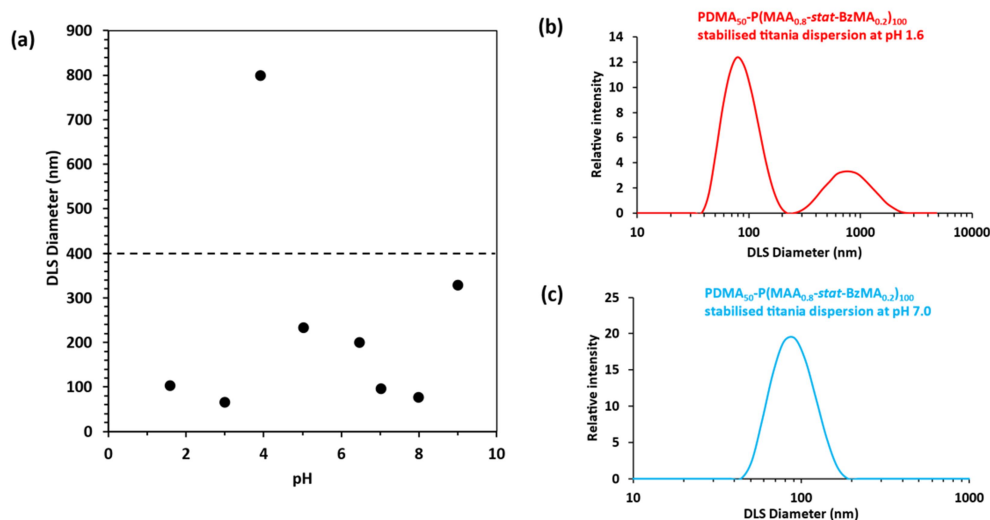 (a)
900
800
700
600
500
400
300
200
100
0
DLS Diameter (nm)
0 2 4 6 8 10
pH
(b)
PDMA50-P(MAA0.8-stat-BzMA0.2)100
stabilised titania dispersion at pH 1.6
14
12
10
8
6
4
2
0
Relative intensity
10 100 1000 10000
DLS Diameter (nm)
(c)
PDMA50-P(MAA0.8-stat-BzMA0.2)100
stabilised titania dispersion at pH 7.0
25
20
15
10
5
0
Relative intensity
10 100 1000
DLS Diameter (nm)